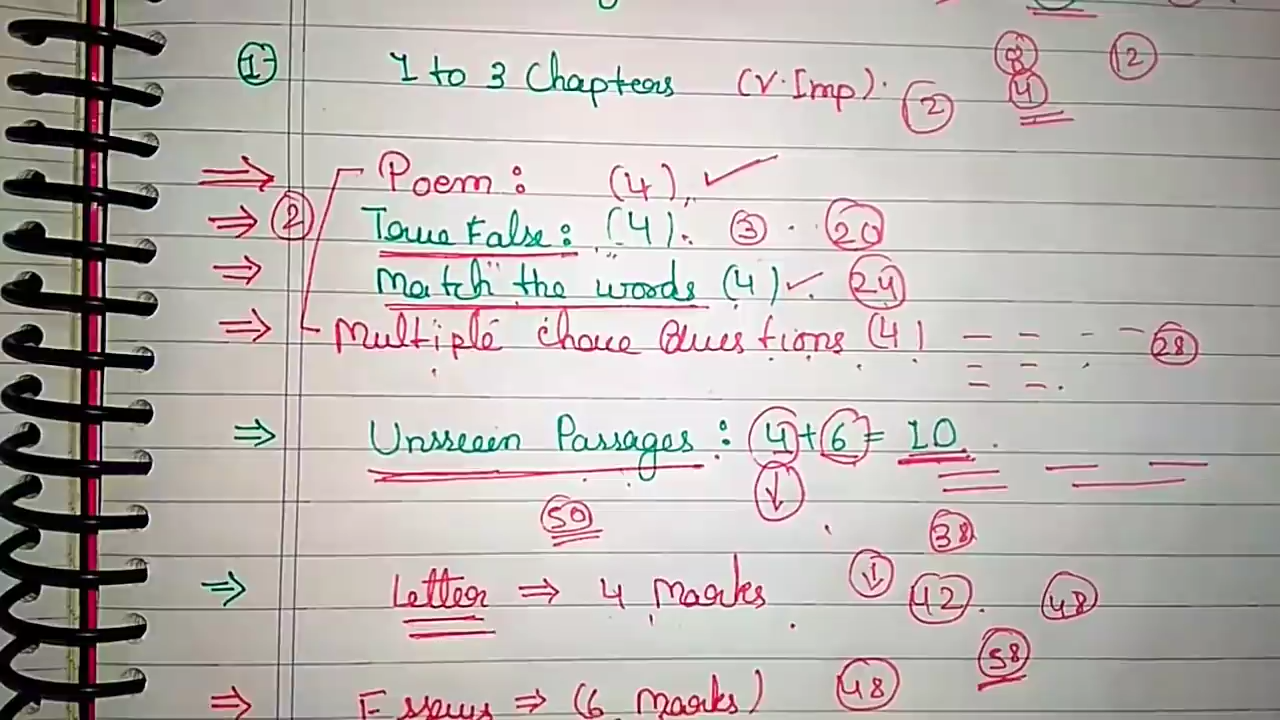 ① 1 to 3 Chapters (V.Imp). ② ④ ⑫
⇒ Poem: (4). ✓
⇒ ② True False: (4). ③ . ⑳
⇒ Match the words (4) ✓. 24
⇒ Multiple choice Questions (4) 28
⇒ Unseeen Passages: 4+6= 10
↓
50
38
⇒ Letter ⇒ 4 Marks ↓ 42. 48
58
⇒ Essays ⇒ (6 Marks) 48